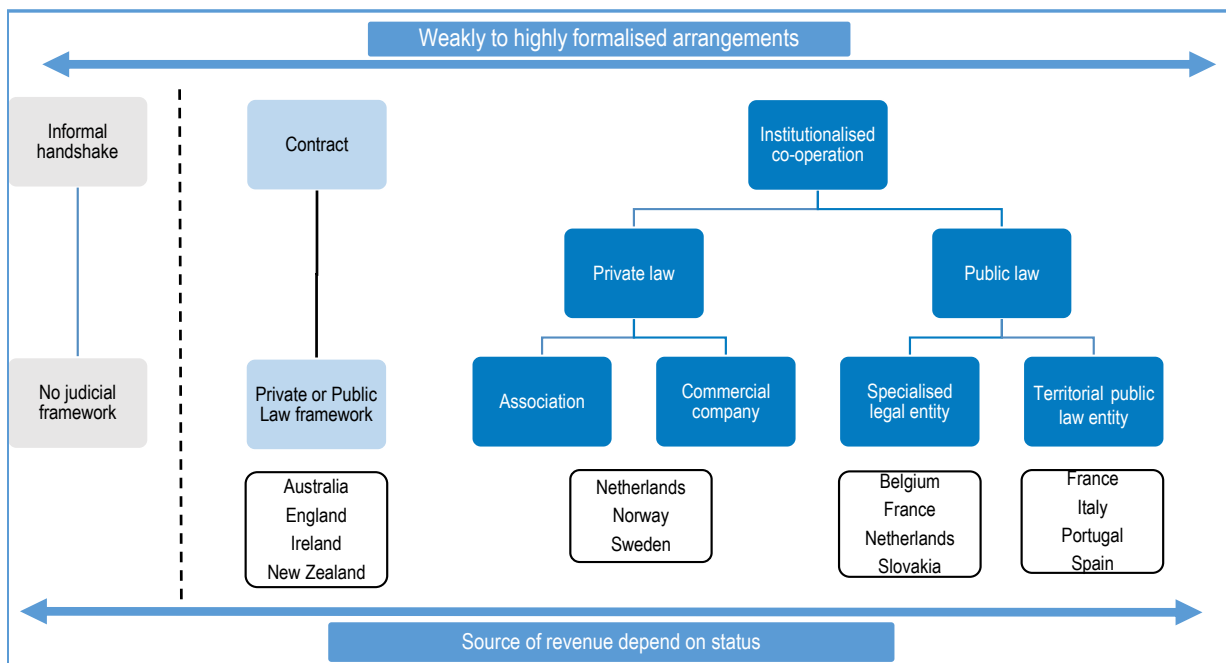 Weakly to highly formalised arrangements
Informal
handshake
Contract
Institutionalised
co-operation
Private law
Public law
No judicial
framework
Private or Public
Law framework
Association
Commercial
company
Specialised
legal entity
Territorial public
law entity
Australia
England
Ireland
New Zealand
Netherlands
Norway
Sweden
Belgium
France
Netherlands
Slovakia
France
Italy
Portugal
Spain
Source of revenue depend on status